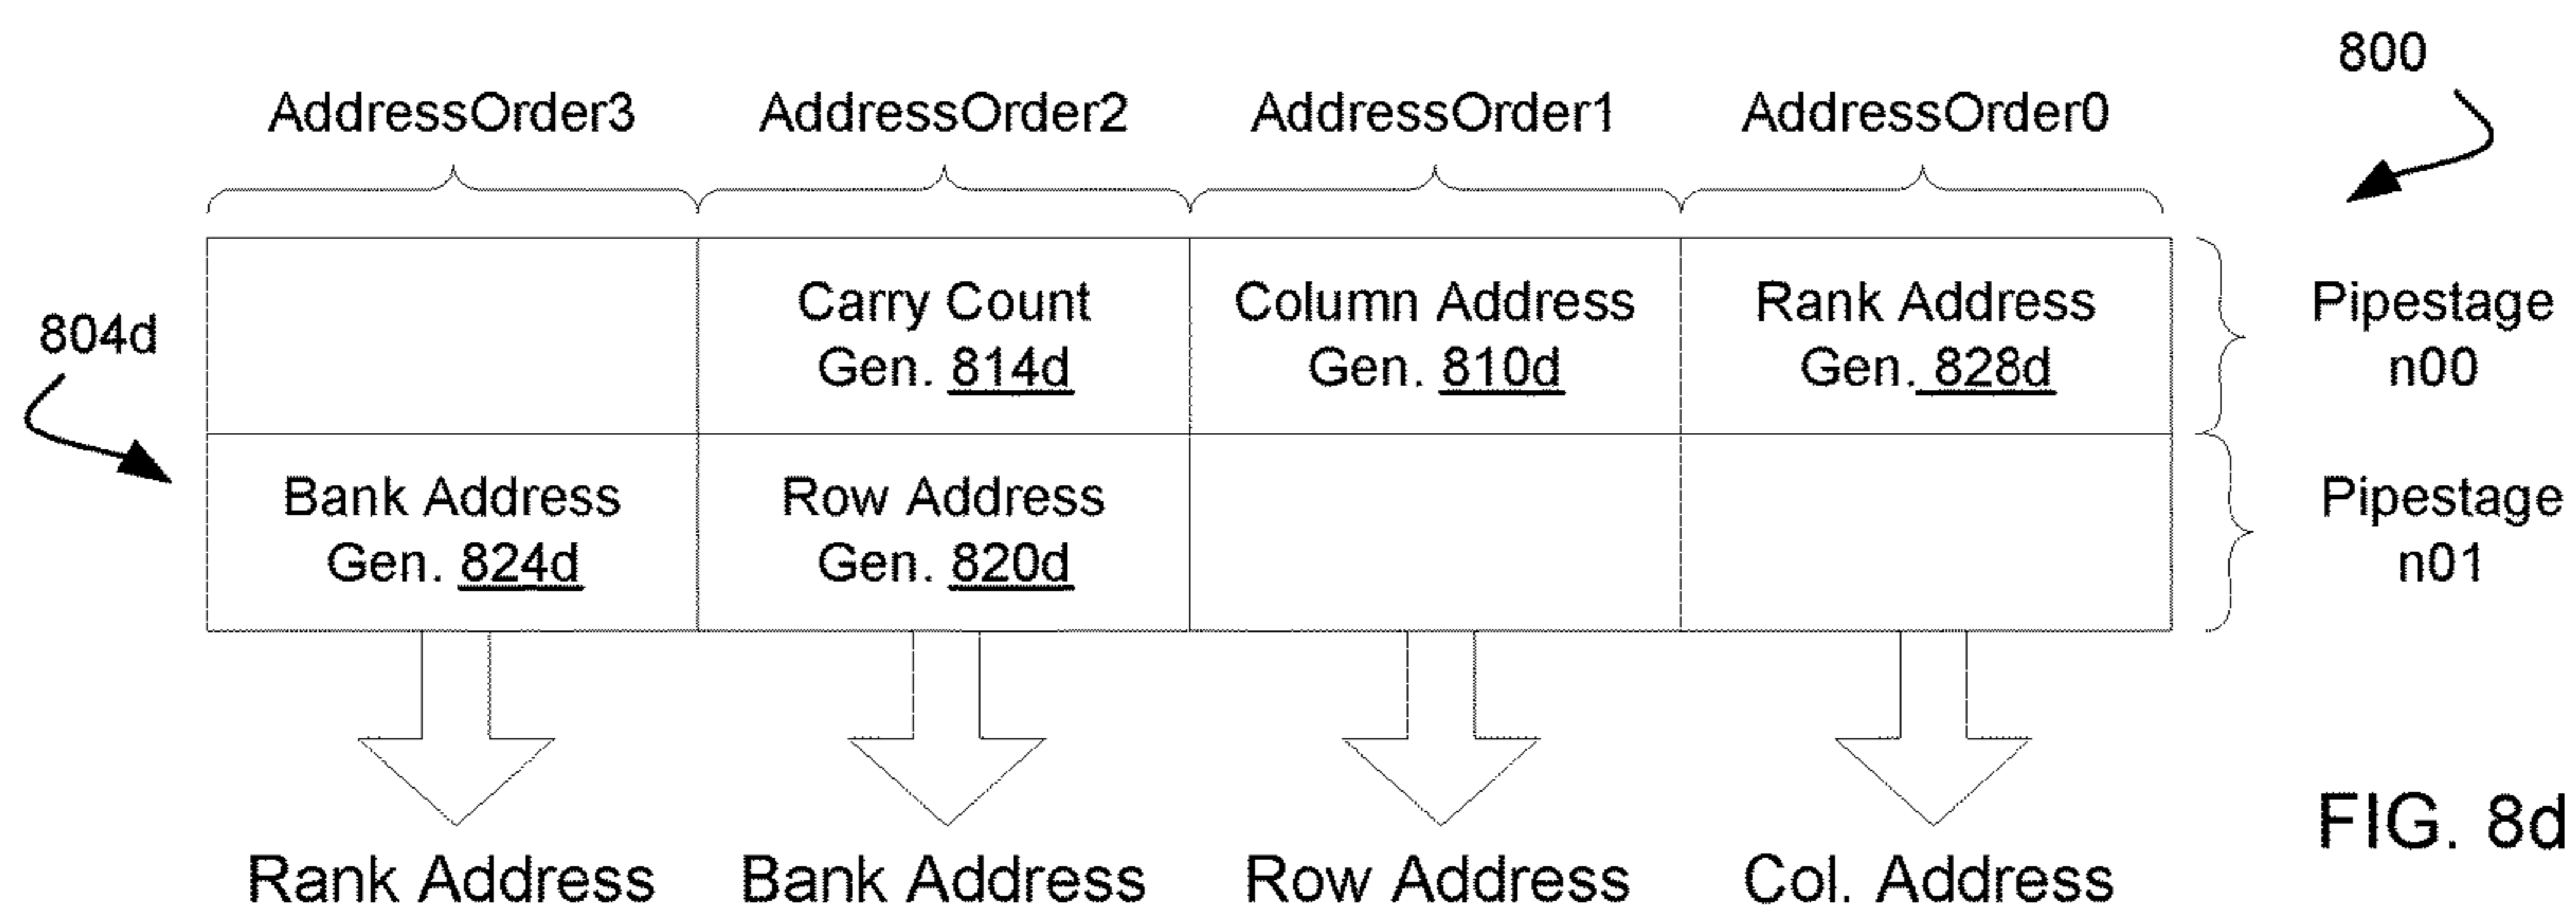 800
AddressOrder3 AddressOrder2 AddressOrder1 AddressOrder0
804d
Carry Count
Gen. 814d
Column Address
Gen. 810d
Rank Address
Gen. 828d
Pipestage
n00
Bank Address
Gen. 824d
Row Address
Gen. 820d
Pipestage
n01
Rank Address Bank Address Row Address Col. Address
FIG. 8d